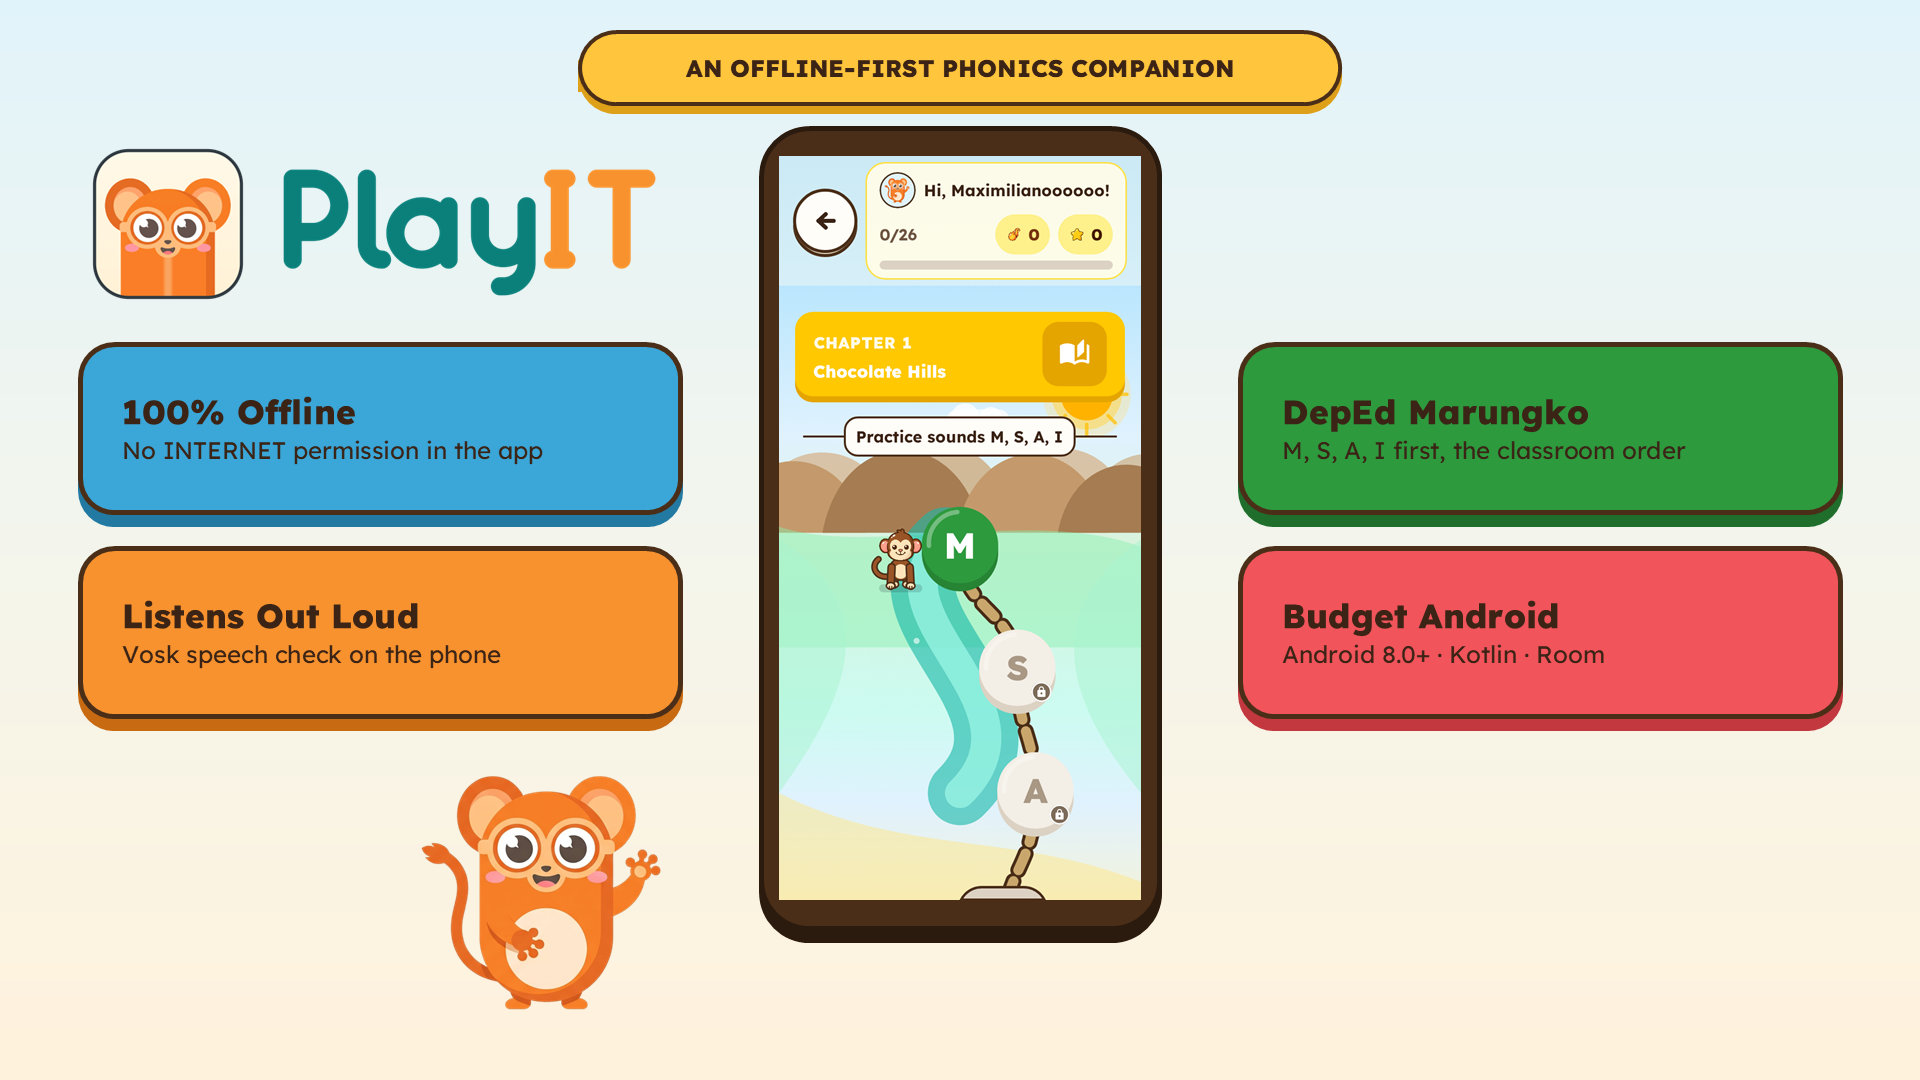 AN OFFLINE-FIRST PHONICS COMPANION
PlayIT
100% Offline
No INTERNET permission in the app
Listens Out Loud
Vosk speech check on the phone
Hi, Maximilianoooooo!
0/26
0
0
CHAPTER 1
Chocolate Hills
Practice sounds M, S, A, I
M
S
A
DepEd Marungko
M, S, A, I first, the classroom order
Budget Android
Android 8.0+ · Kotlin · Room